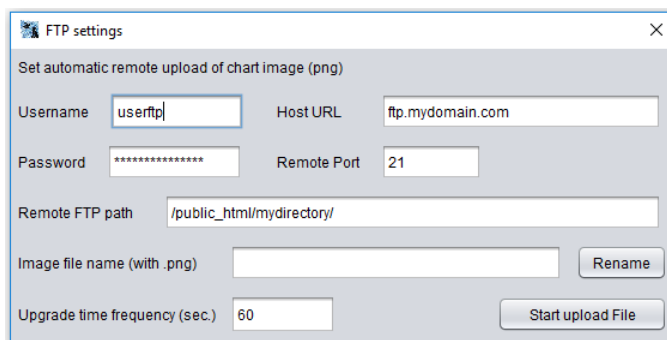 FTP settings
Set automatic remote upload of chart image (png)
Username userftp Host URL ftp.mydomain.com
Password *************** Remote Port 21
Remote FTP path /public_html/mydirectory/
Image file name (with .png) Rename
Upgrade time frequency (sec.) 60 Start upload File